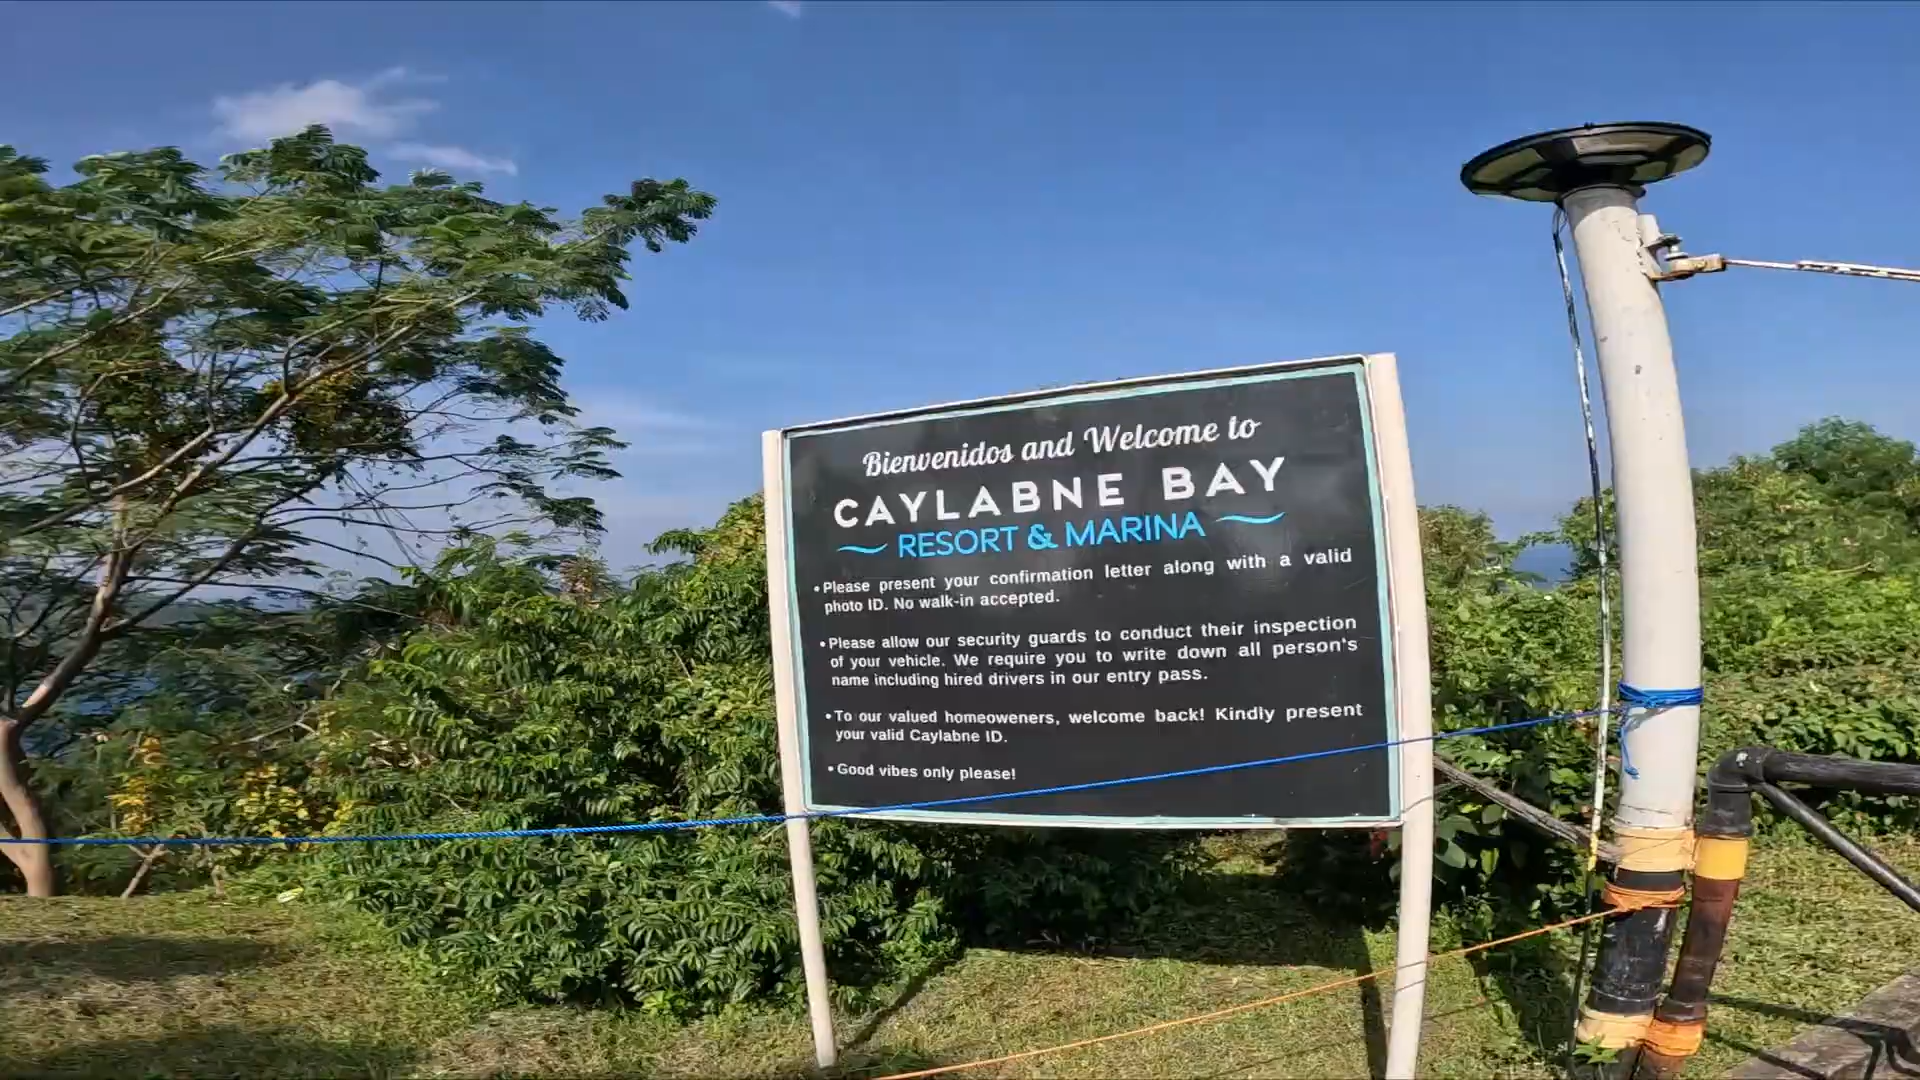 Bienvenidos and Welcome to
CAYLABNE BAY
RESORT & MARINA
•Please present your confirmation letter along with a valid
photo ID. No walk-in accepted.
•Please allow our security guards to conduct their inspection
of your vehicle. We require you to write down all person's
name including hired drivers in our entry pass.
•To our valued homeoweners, welcome back! Kindly present
your valid Caylabne ID.
•Good vibes only please!